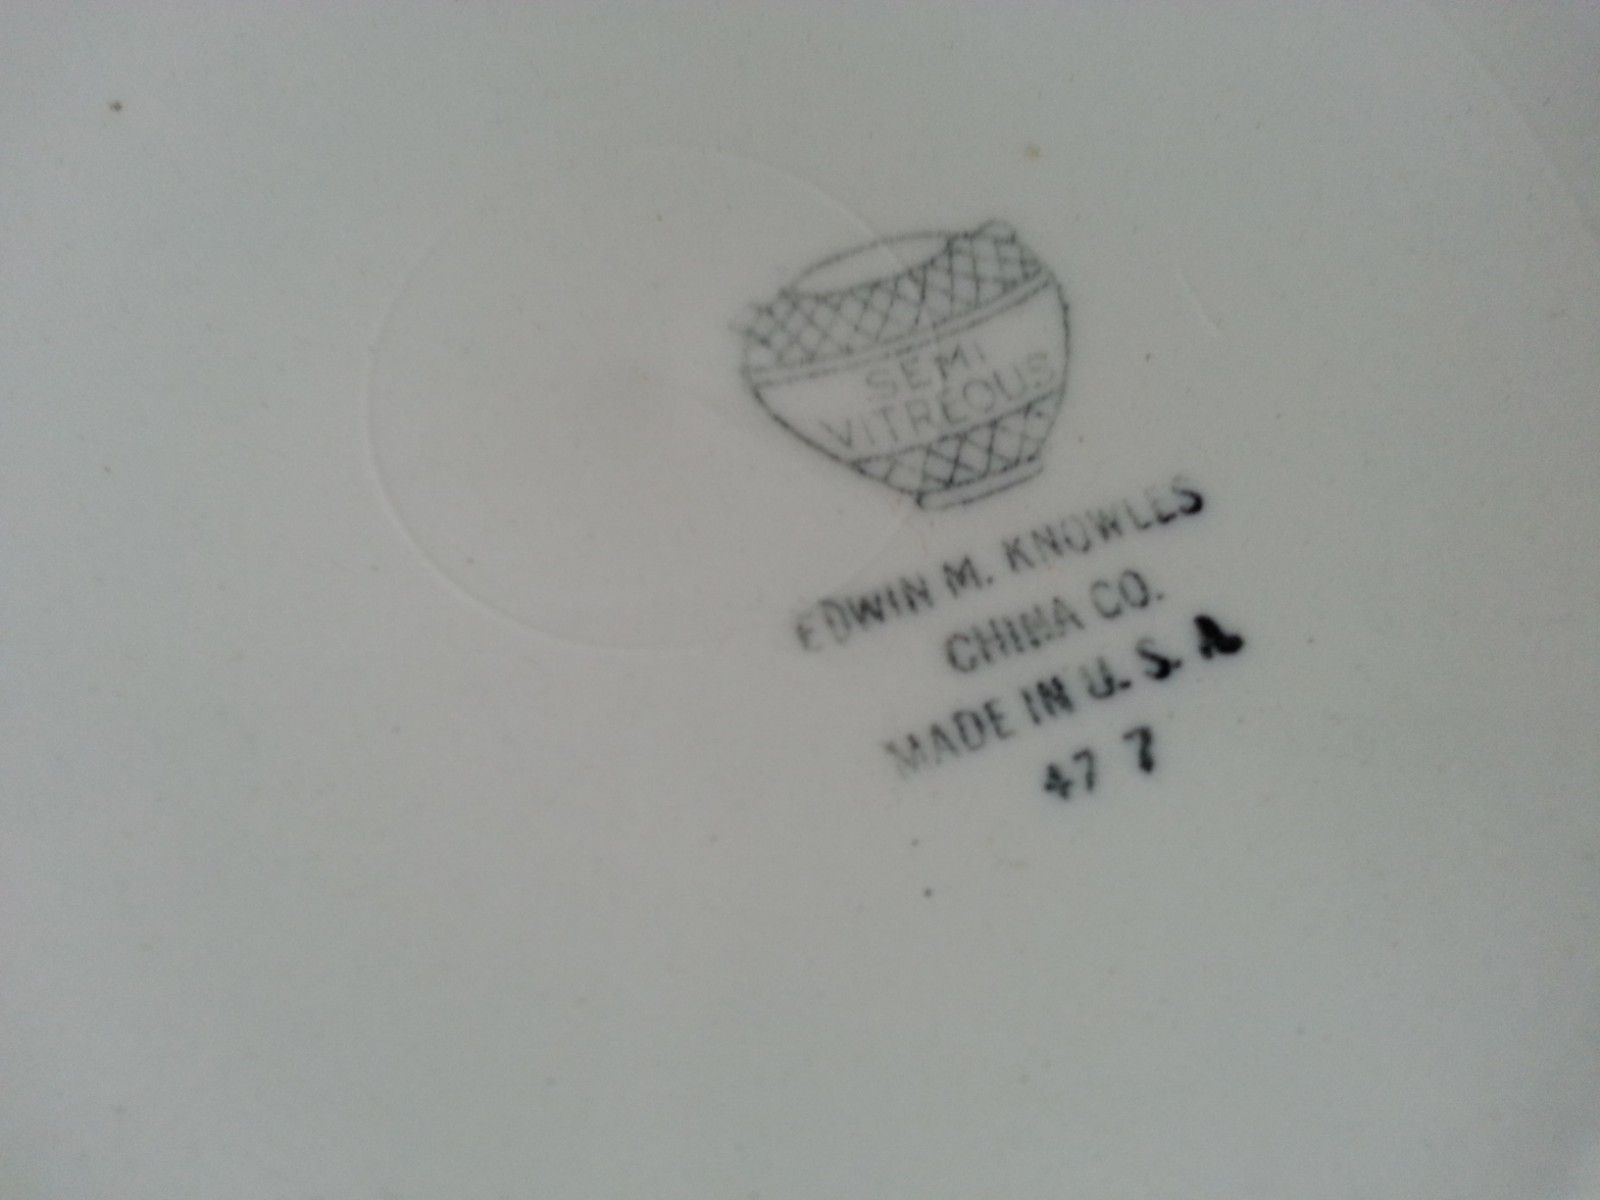 SEMI
VITREOUS
EDWIN M. KNOWLES
CHINA CO.
MADE IN U. S. A
47 7